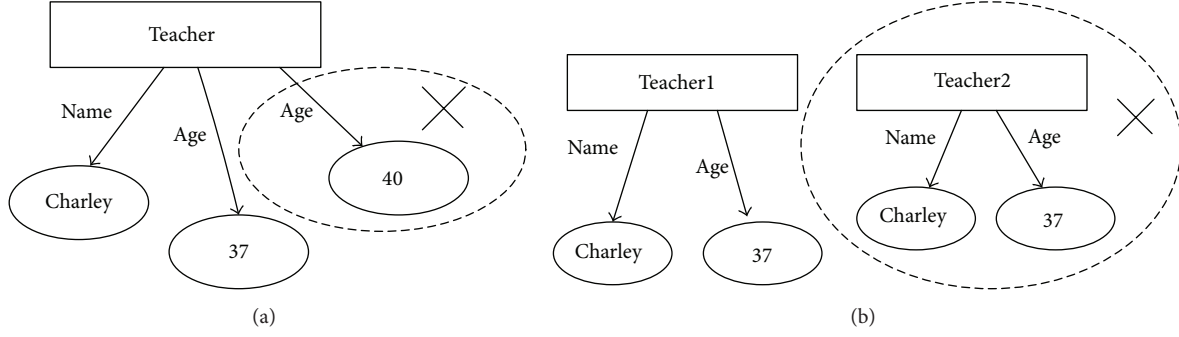 Teacher
Name
Age
Age
Charley
37
40
(a)
Teacher1
Name
Age
Charley
37
Teacher2
Name
Age
Charley
37
(b)